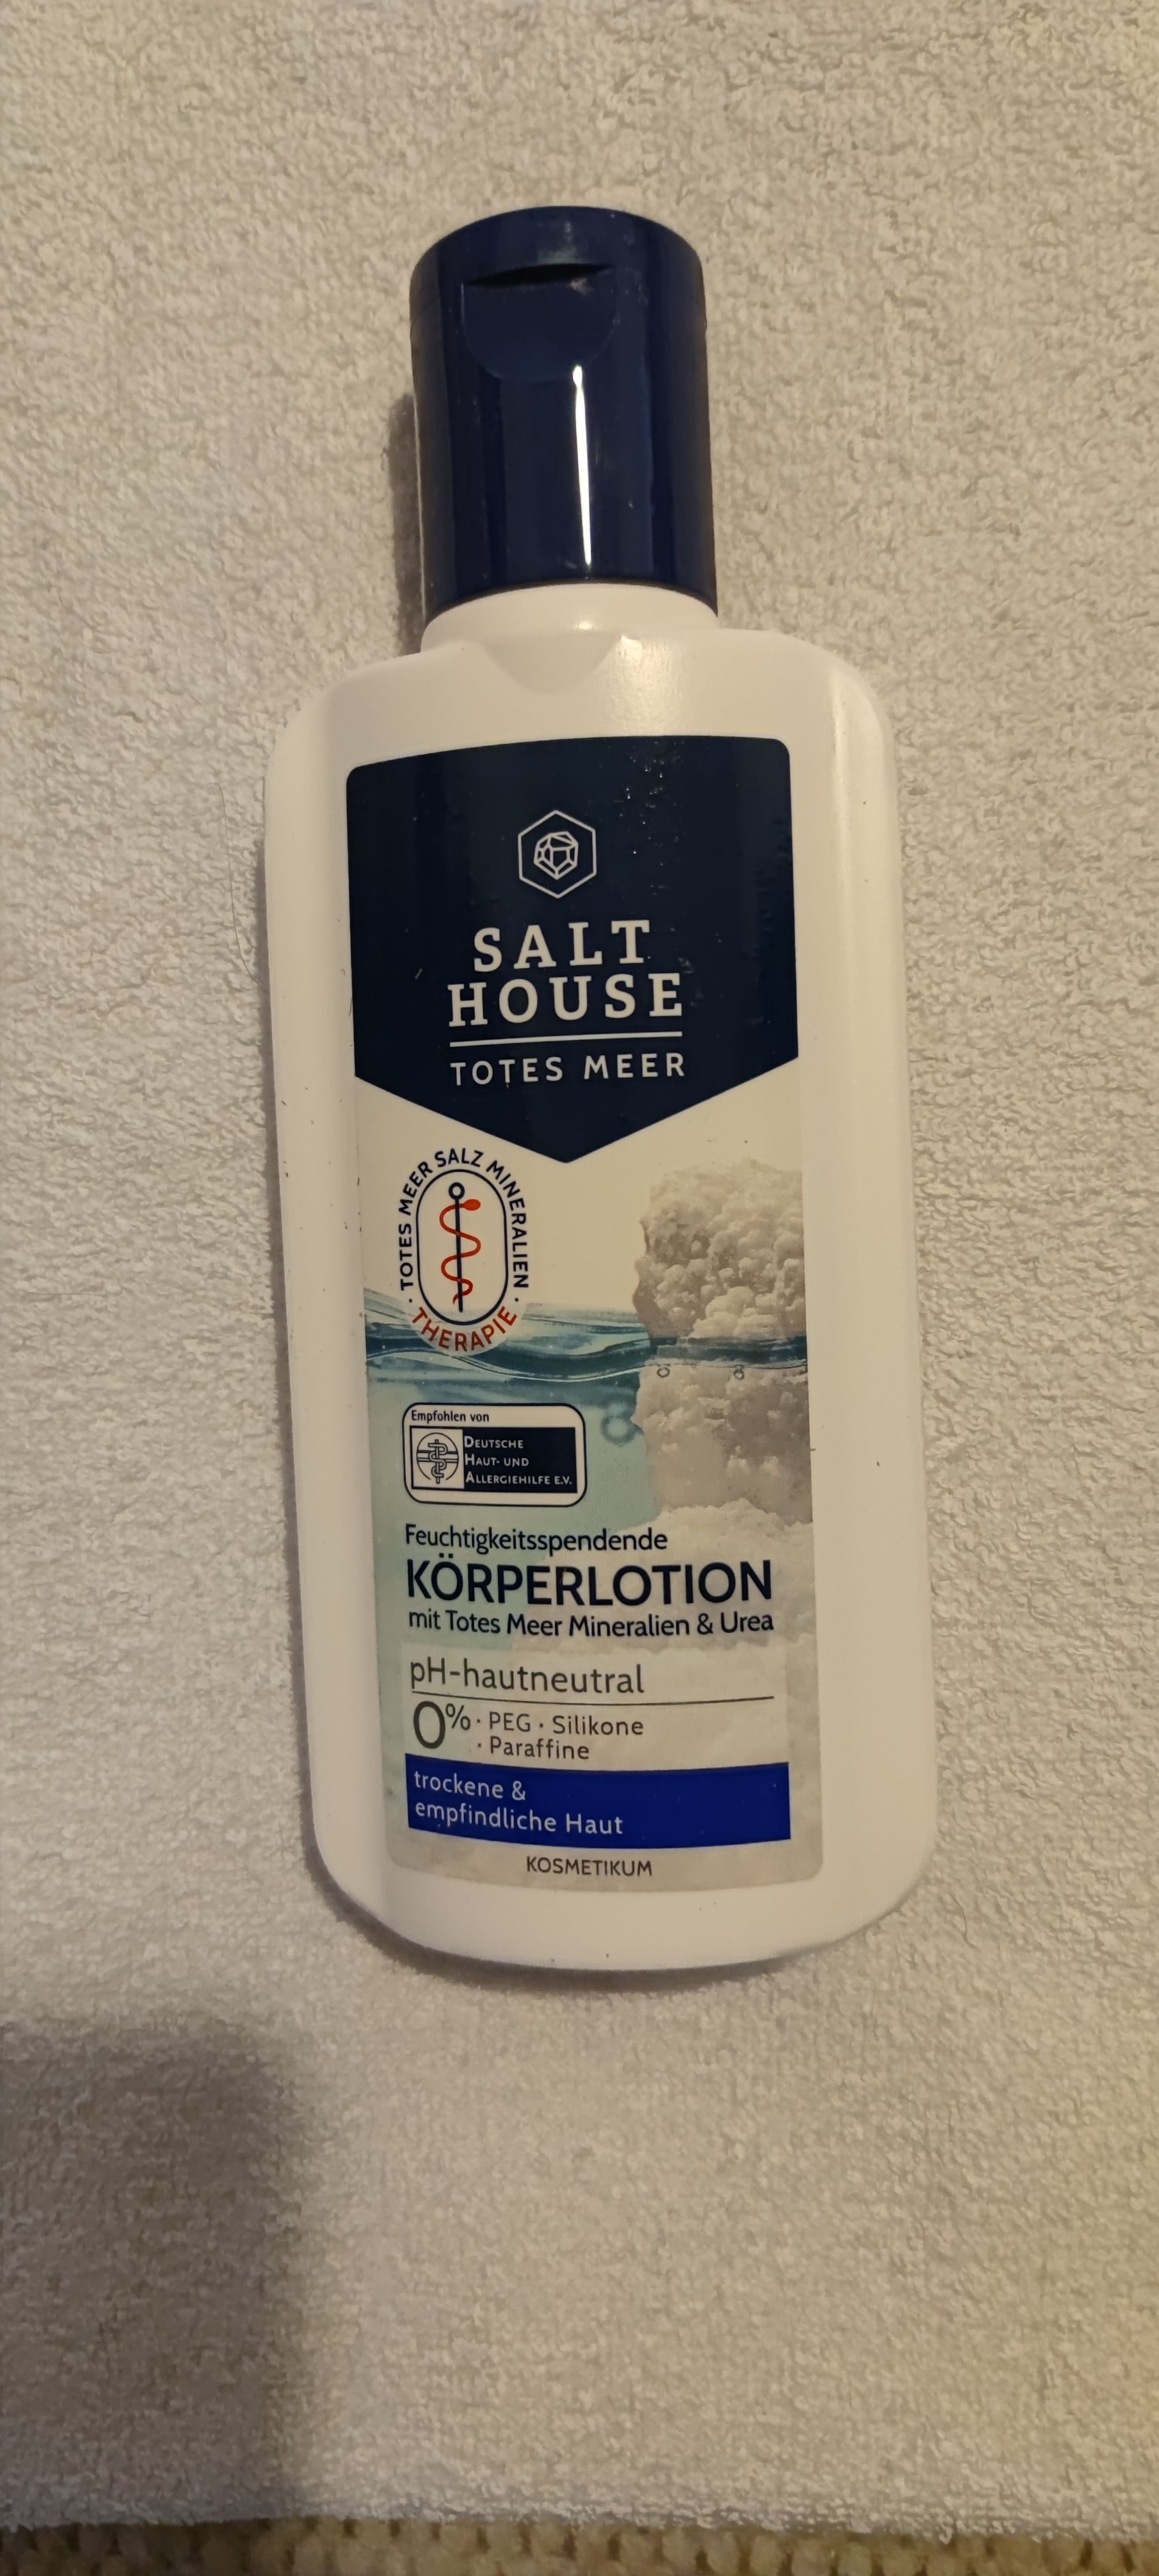 SALT
HOUSE
TOTES MEER
· TOTES MEER SALZ MINERALIEN ·
THERAPIE
Empfohlen von
DEUTSCHE
HAUT- UND
ALLERGIEHILFE E.V.
Feuchtigkeitsspendende
KÖRPERLOTION
mit Totes Meer Mineralien & Urea
pH-hautneutral
0% · PEG · Silikone
· Paraffine
trockene &
empfindliche Haut
KOSMETIKUM